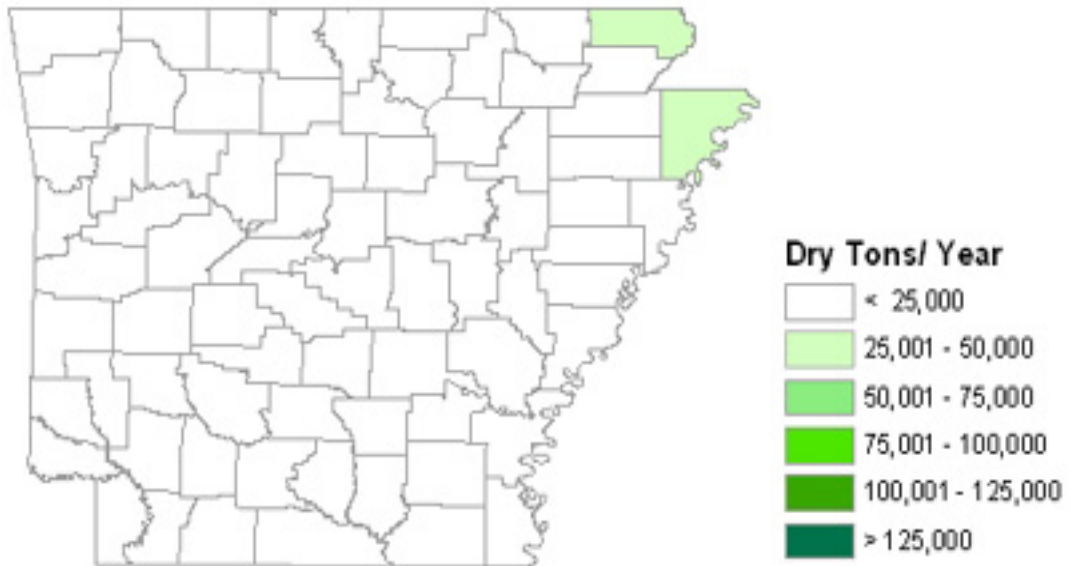 Dry Tons/ Year
< 25,000
25,001 - 50,000
50,001 - 75,000
75,001 - 100,000
100,001 - 125,000
> 125,000